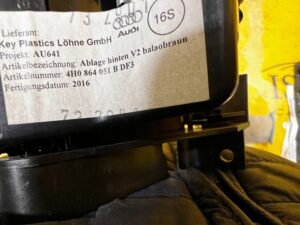 Lieferant
Key Plastics Löhne GmbH
Audi
16S
Projekt: AU641
Artikelbezeichnung: Ablage hinten V2 balaobraun
Artikelnummer: 4H0 864 051 B DF3
Fertigungsdatum: 2016